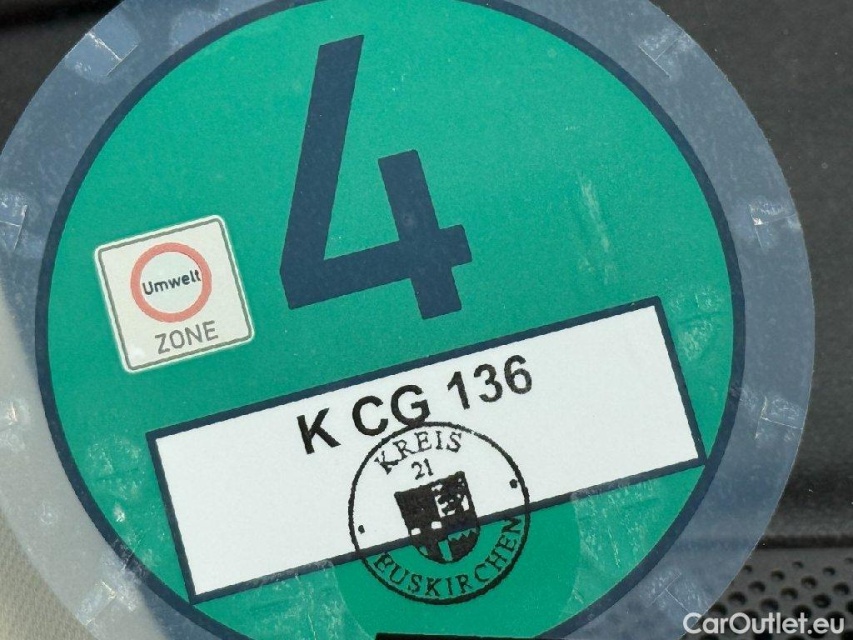 4
Umwelt
ZONE
K CG 136
KREIS
21
EUSKIRCHEN
CarOutlet.eu